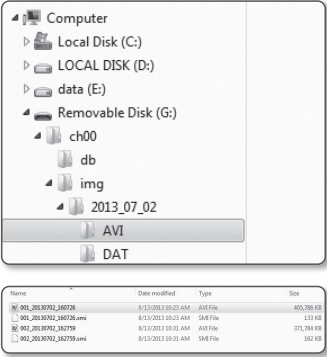 Computer
Local Disk (C:)
LOCAL DISK (D:)
data (E:)
Removable Disk (G:)
ch00
db
img
2013_07_02
AVI
DAT
Name Date modified Type Size
001_20130702_160726 8/13/2013 10:23 AM AVI File 405,786 KB
001_20130702_160726.smi 8/13/2013 10:23 AM SMI File 133 KB
002_20130702_162759 8/13/2013 10:31 AM AVI File 371,784 KB
002_20130702_162759.smi 8/13/2013 10:31 AM SMI File 162 KB